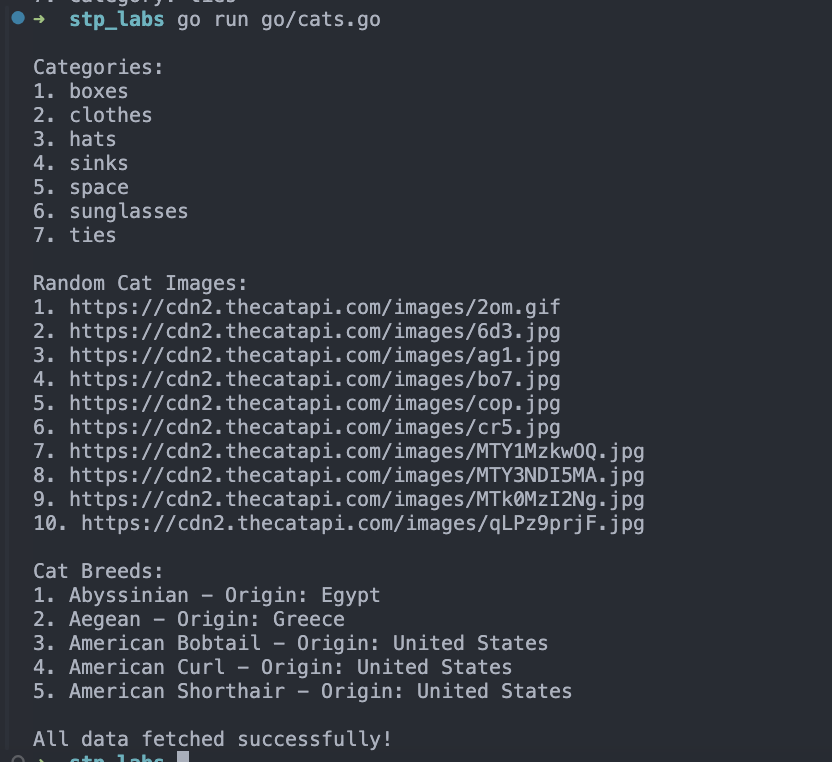 ➜ stp_labs go run go/cats.go
Categories:
1. boxes
2. clothes
3. hats
4. sinks
5. space
6. sunglasses
7. ties
Random Cat Images:
1. https://cdn2.thecatapi.com/images/2om.gif
2. https://cdn2.thecatapi.com/images/6d3.jpg
3. https://cdn2.thecatapi.com/images/ag1.jpg
4. https://cdn2.thecatapi.com/images/bo7.jpg
5. https://cdn2.thecatapi.com/images/cop.jpg
6. https://cdn2.thecatapi.com/images/cr5.jpg
7. https://cdn2.thecatapi.com/images/MTY1MzkwOQ.jpg
8. https://cdn2.thecatapi.com/images/MTY3NDI5MA.jpg
9. https://cdn2.thecatapi.com/images/MTk0MzI2Ng.jpg
10. https://cdn2.thecatapi.com/images/qLPz9prjF.jpg
Cat Breeds:
1. Abyssinian – Origin: Egypt
2. Aegean – Origin: Greece
3. American Bobtail – Origin: United States
4. American Curl – Origin: United States
5. American Shorthair – Origin: United States
All data fetched successfully!
➜ stp_labs